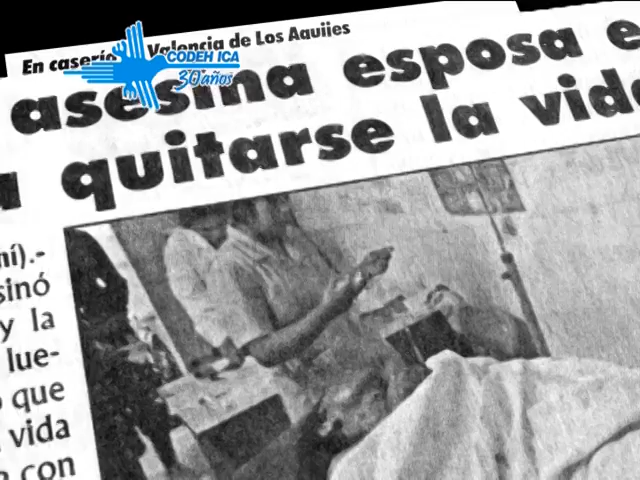 En caserío Valencia de Los Aquijes
CODEH ICA
30 años
asesina esposa e
a quitarse la vida
ní).-
sinó
y la
lue-
o que
vida
con